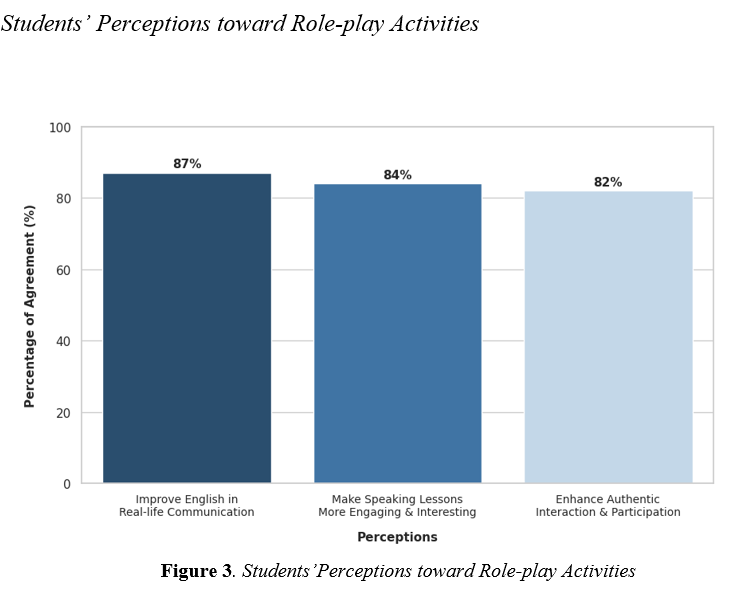 Students’ Perceptions toward Role-play Activities
100
80
60
40
20
0
Percentage of Agreement (%)
87%
84%
82%
Improve English in
Real-life Communication
Make Speaking Lessons
More Engaging & Interesting
Enhance Authentic
Interaction & Participation
Perceptions
Figure 3. Students’Perceptions toward Role-play Activities